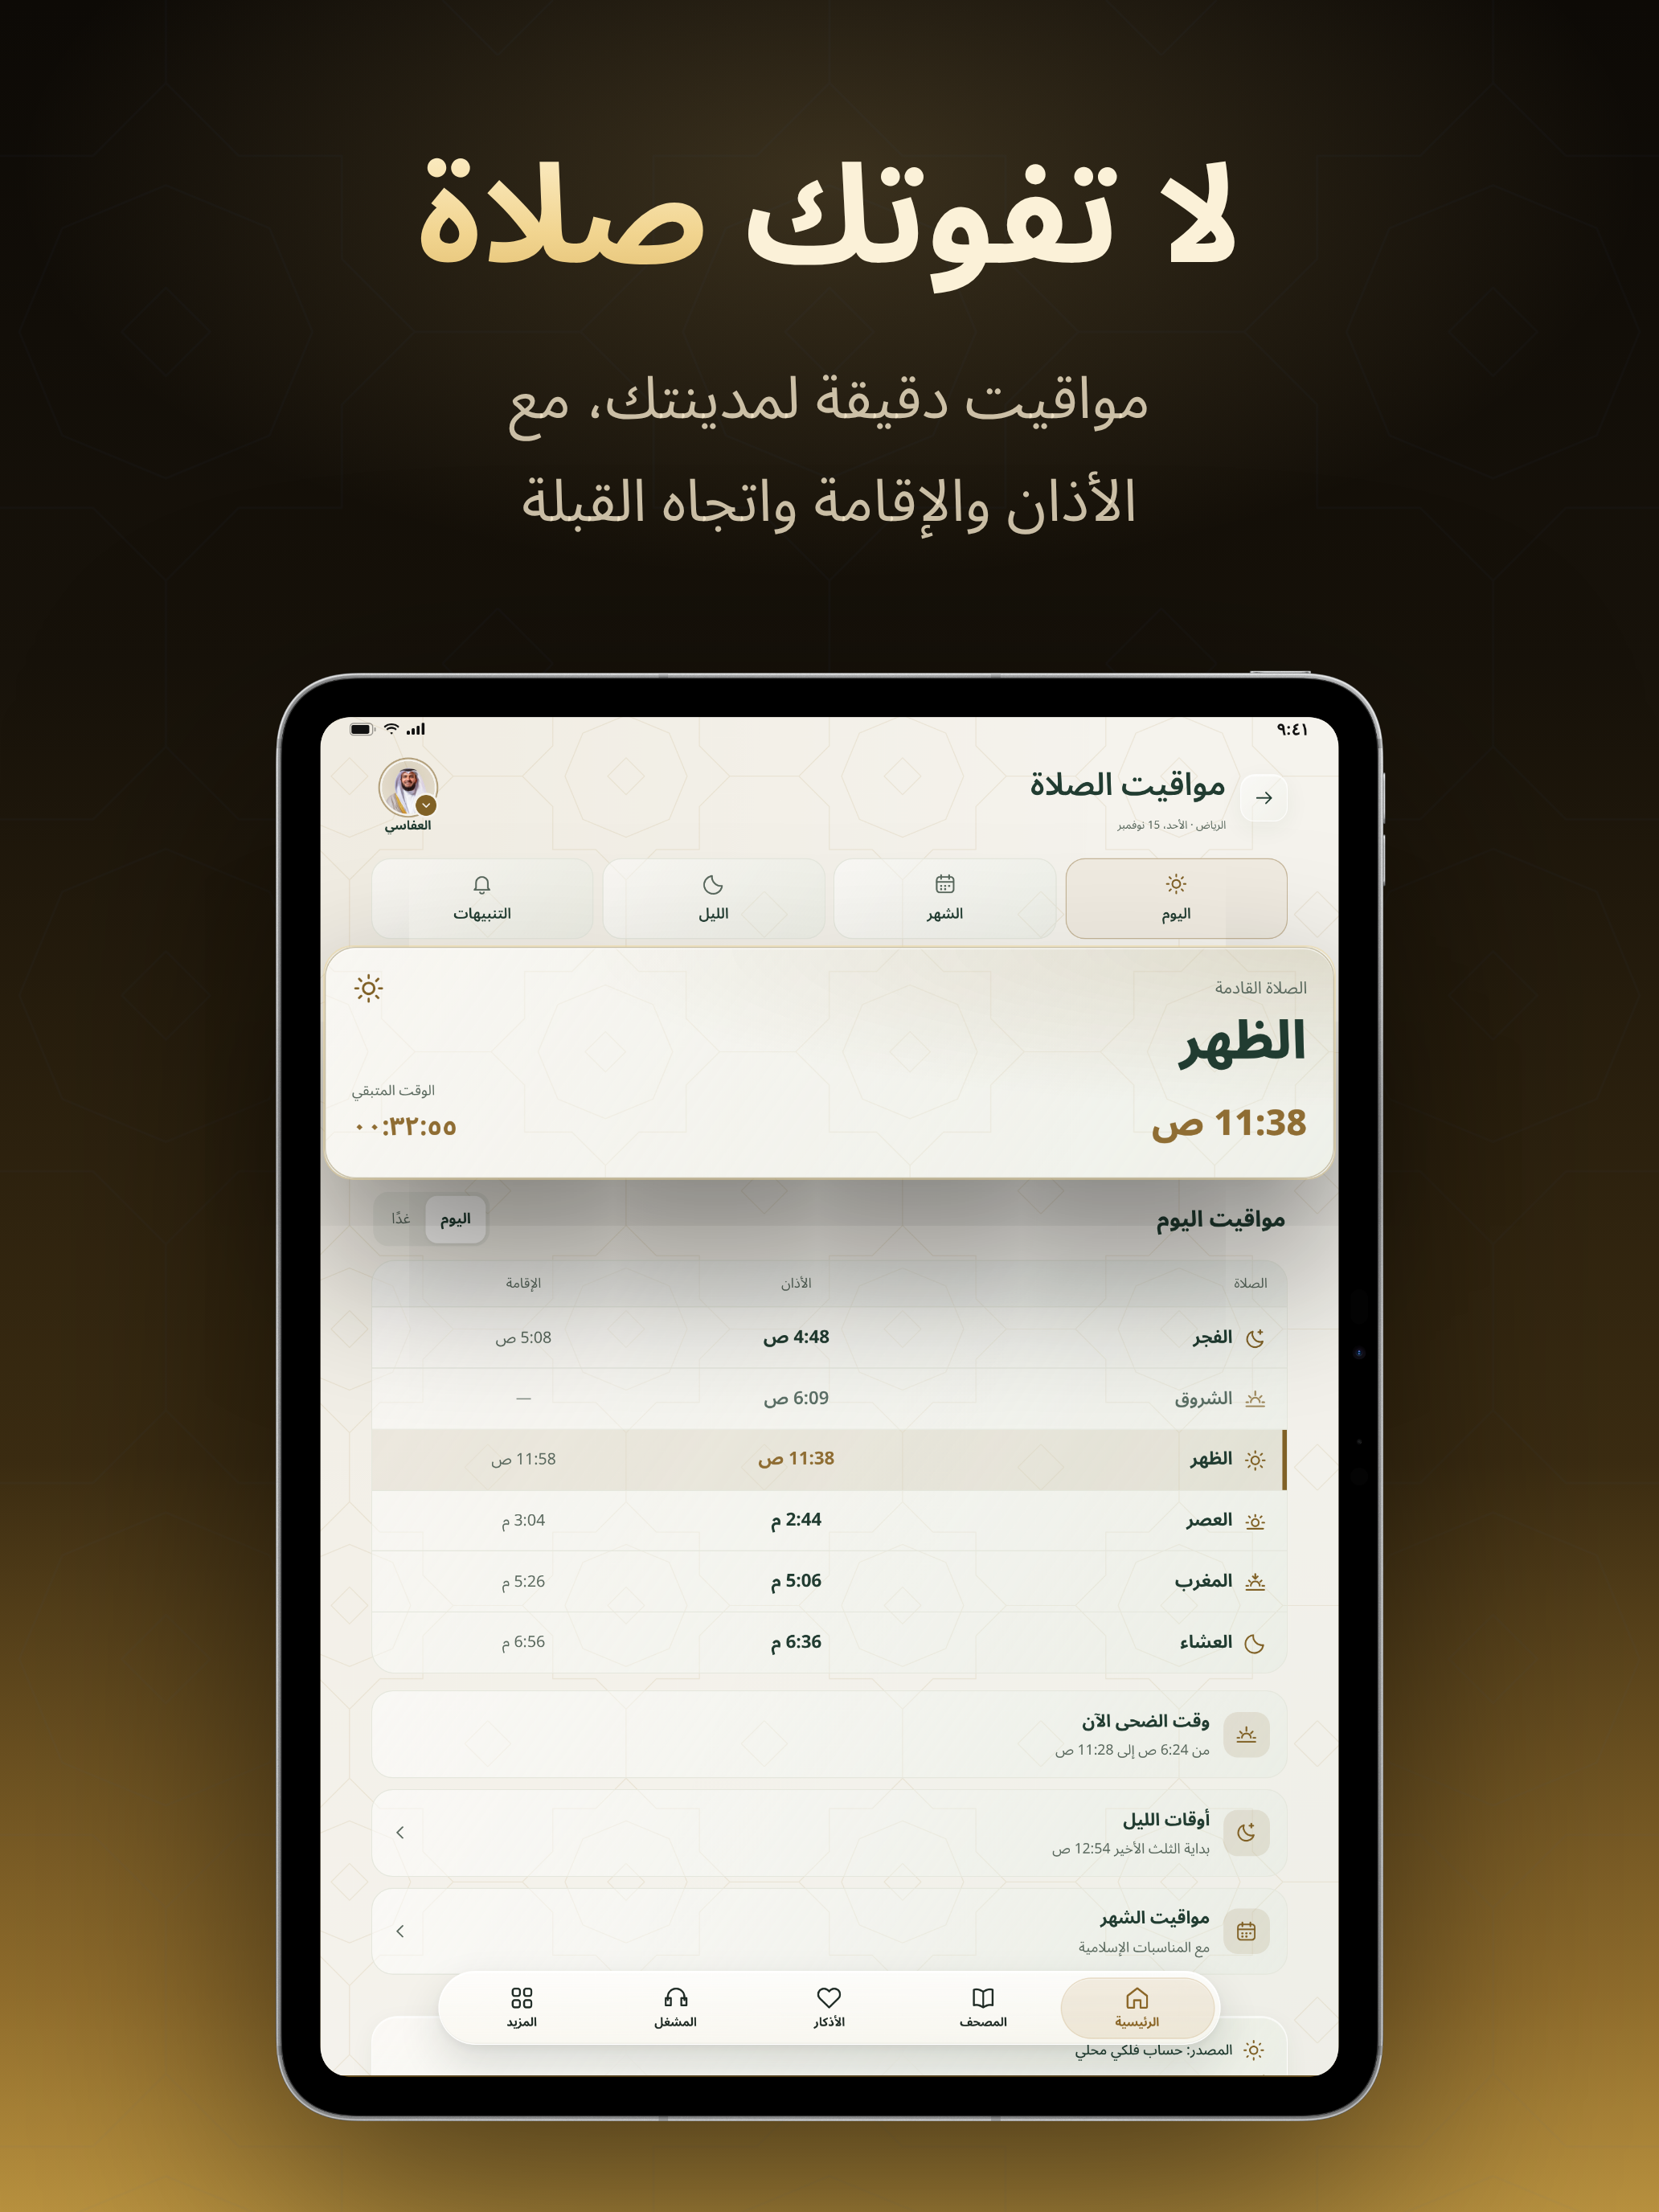 لا تفوتك صلاة
مواقيت دقيقة لمدينتك، مع
الأذان والإقامة واتجاه القبلة
٩:٤١
مواقيت الصلاة
الرياض · الأحد، 15 نوفمبر
العفاسي
اليوم
الشهر
الليل
التنبيهات
الصلاة القادمة
الظهر
11:38 ص
الوقت المتبقي
٠٠:٣٢:٥٥
مواقيت اليوم
اليوم غدًا
الصلاة الأذان الإقامة
الفجر 4:48 ص 5:08 ص
الشروق 6:09 ص —
الظهر 11:38 ص 11:58 ص
العصر 2:44 م 3:04 م
المغرب 5:06 م 5:26 م
العشاء 6:36 م 6:56 م
وقت الضحى الآن
من 6:24 ص إلى 11:28 ص
أوقات الليل
بداية الثلث الأخير 12:54 ص
مواقيت الشهر
مع المناسبات الإسلامية
الرئيسية المصحف الأذكار المشغل المزيد
المصدر: حساب فلكي محلي